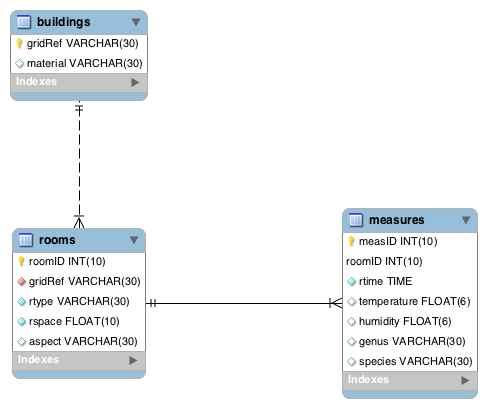 buildings
gridRef VARCHAR(30)
material VARCHAR(30)
Indexes
rooms
roomID INT(10)
gridRef VARCHAR(30)
rtype VARCHAR(30)
rspace FLOAT(10)
aspect VARCHAR(30)
Indexes
measures
measID INT(10)
roomID INT(10)
rtime TIME
temperature FLOAT(6)
humidity FLOAT(6)
genus VARCHAR(30)
species VARCHAR(30)
Indexes